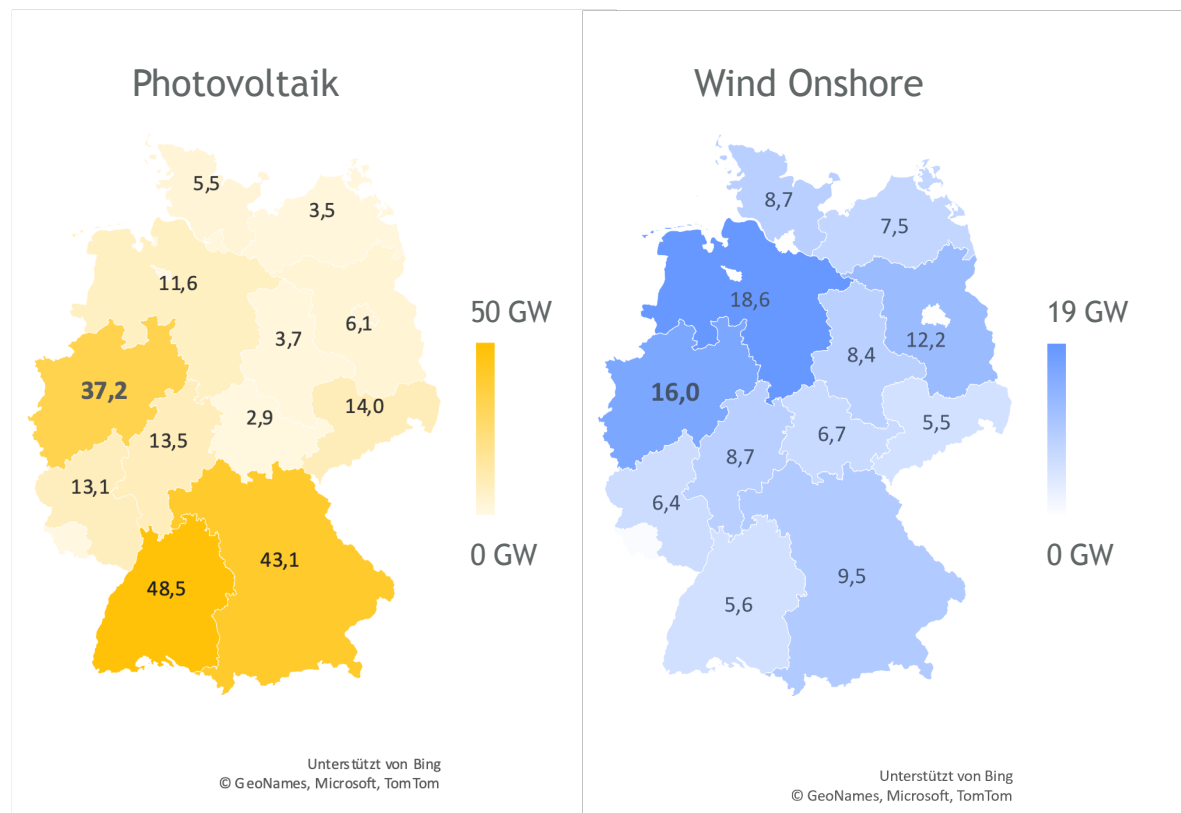 Photovoltaik
5,5
3,5
11,6
3,7
6,1
37,2
2,9
14,0
13,5
13,1
43,1
48,5
50 GW
0 GW
Unterstützt von Bing
© GeoNames, Microsoft, TomTom
Wind Onshore
8,7
7,5
18,6
12,2
8,4
16,0
5,5
6,7
8,7
6,4
9,5
5,6
19 GW
0 GW
Unterstützt von Bing
© GeoNames, Microsoft, TomTom